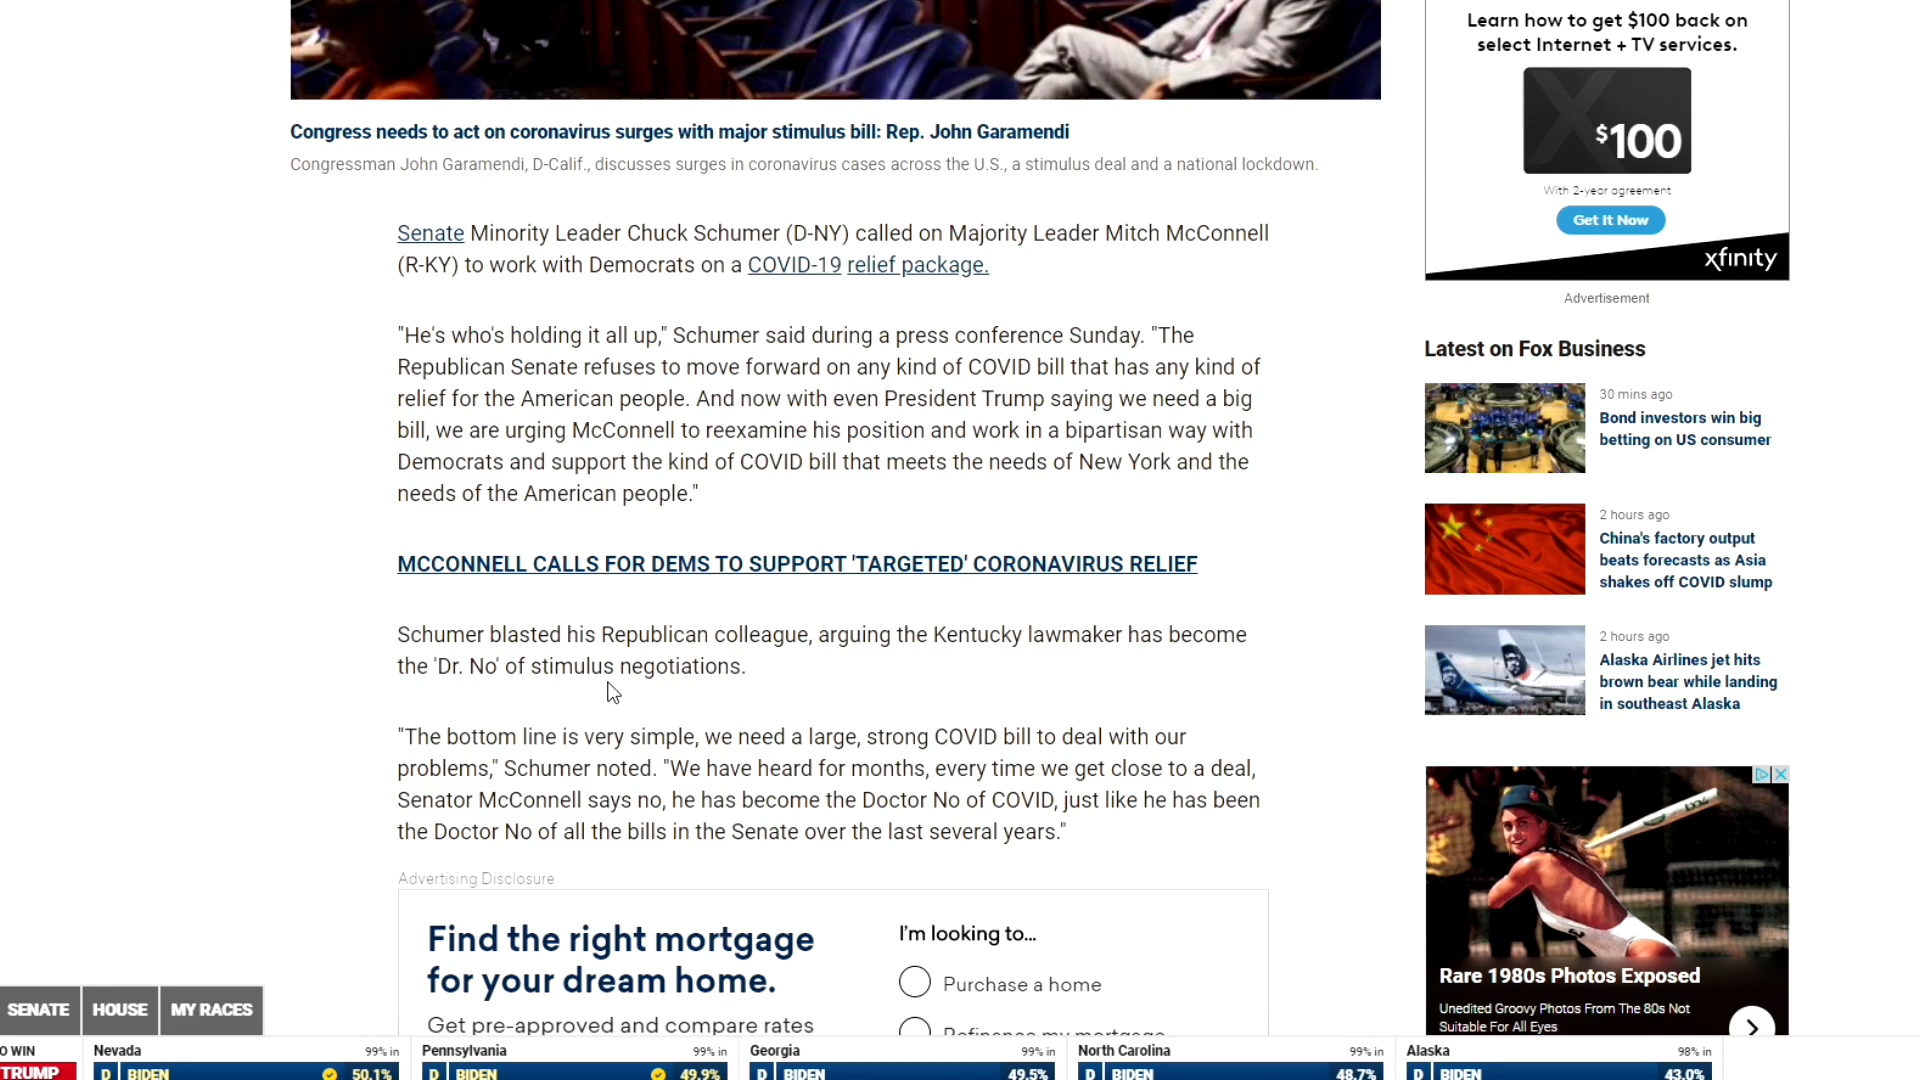 Learn how to get $100 back on
select Internet + TV services.
$100
With 2-year agreement
Get It Now
xfinity
Advertisement
Congress needs to act on coronavirus surges with major stimulus bill: Rep. John Garamendi
Congressman John Garamendi, D-Calif., discusses surges in coronavirus cases across the U.S., a stimulus deal and a national lockdown.
Senate Minority Leader Chuck Schumer (D-NY) called on Majority Leader Mitch McConnell
(R-KY) to work with Democrats on a COVID-19 relief package.
"He's who's holding it all up," Schumer said during a press conference Sunday. "The
Republican Senate refuses to move forward on any kind of COVID bill that has any kind of
relief for the American people. And now with even President Trump saying we need a big
bill, we are urging McConnell to reexamine his position and work in a bipartisan way with
Democrats and support the kind of COVID bill that meets the needs of New York and the
needs of the American people."
MCCONNELL CALLS FOR DEMS TO SUPPORT 'TARGETED' CORONAVIRUS RELIEF
Schumer blasted his Republican colleague, arguing the Kentucky lawmaker has become
the 'Dr. No' of stimulus negotiations.
"The bottom line is very simple, we need a large, strong COVID bill to deal with our
problems," Schumer noted. "We have heard for months, every time we get close to a deal,
Senator McConnell says no, he has become the Doctor No of COVID, just like he has been
the Doctor No of all the bills in the Senate over the last several years."
Advertising Disclosure
Find the right mortgage
for your dream home.
Get pre-approved and compare rates
I'm looking to...
Purchase a home
Refinance my mortgage
Latest on Fox Business
30 mins ago
Bond investors win big
betting on US consumer
2 hours ago
China's factory output
beats forecasts as Asia
shakes off COVID slump
2 hours ago
Alaska Airlines jet hits
brown bear while landing
in southeast Alaska
Rare 1980s Photos Exposed
Unedited Groovy Photos From The 80s Not
Suitable For All Eyes
SENATE HOUSE MY RACES
O WIN
TRUMP
Nevada 99% in
D BIDEN 50.1%
Pennsylvania 99% in
D BIDEN 49.9%
Georgia 99% in
D BIDEN 49.5%
North Carolina 99% in
D BIDEN 48.7%
Alaska 98% in
D BIDEN 43.0%